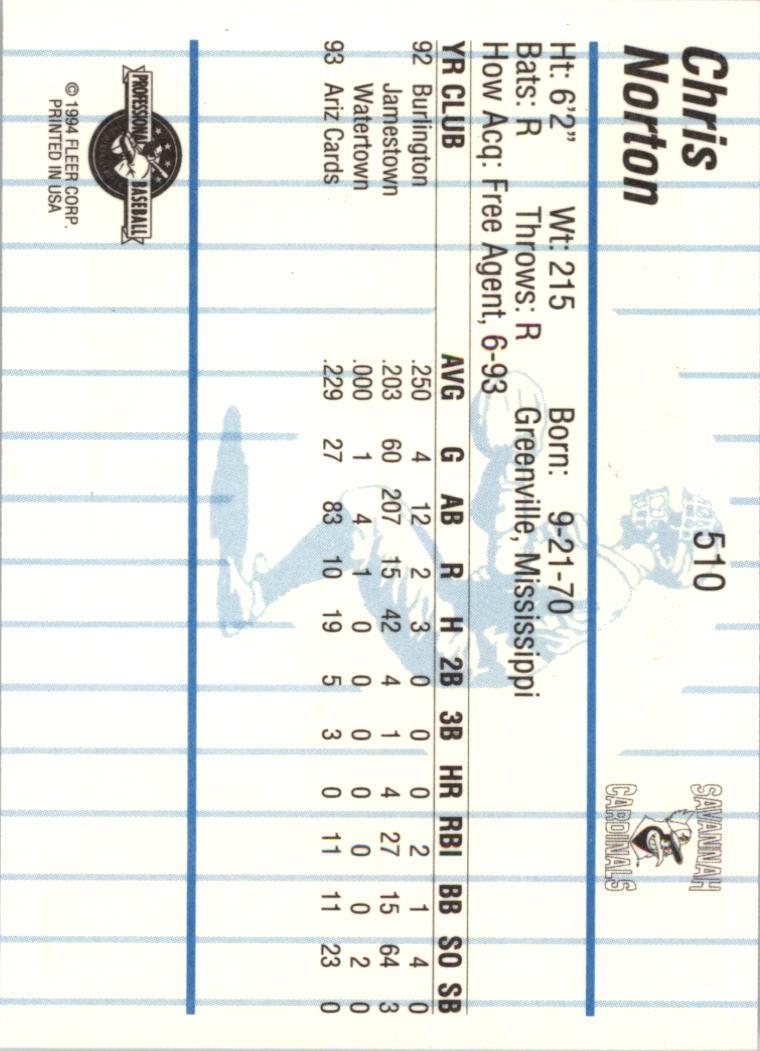 Chris
Norton
510
SAVANNAH
CARDINALS
Ht: 6'2" Wt: 215 Born: 9-21-70
Bats: R Throws: R Greenville, Mississippi
How Acq: Free Agent, 6-93
YR CLUB AVG G AB R H 2B 3B HR RBI BB SO SB
92 Burlington .250 4 12 2 3 0 0 0 2 1 4 0
Jamestown .203 60 207 15 42 4 1 4 27 15 64 3
Watertown .000 1 4 1 0 0 0 0 0 0 2 0
93 Ariz Cards .229 27 83 10 19 5 3 0 11 11 23 0
PROFESSIONAL BASEBALL
© 1994 FLEER CORP.
PRINTED IN USA